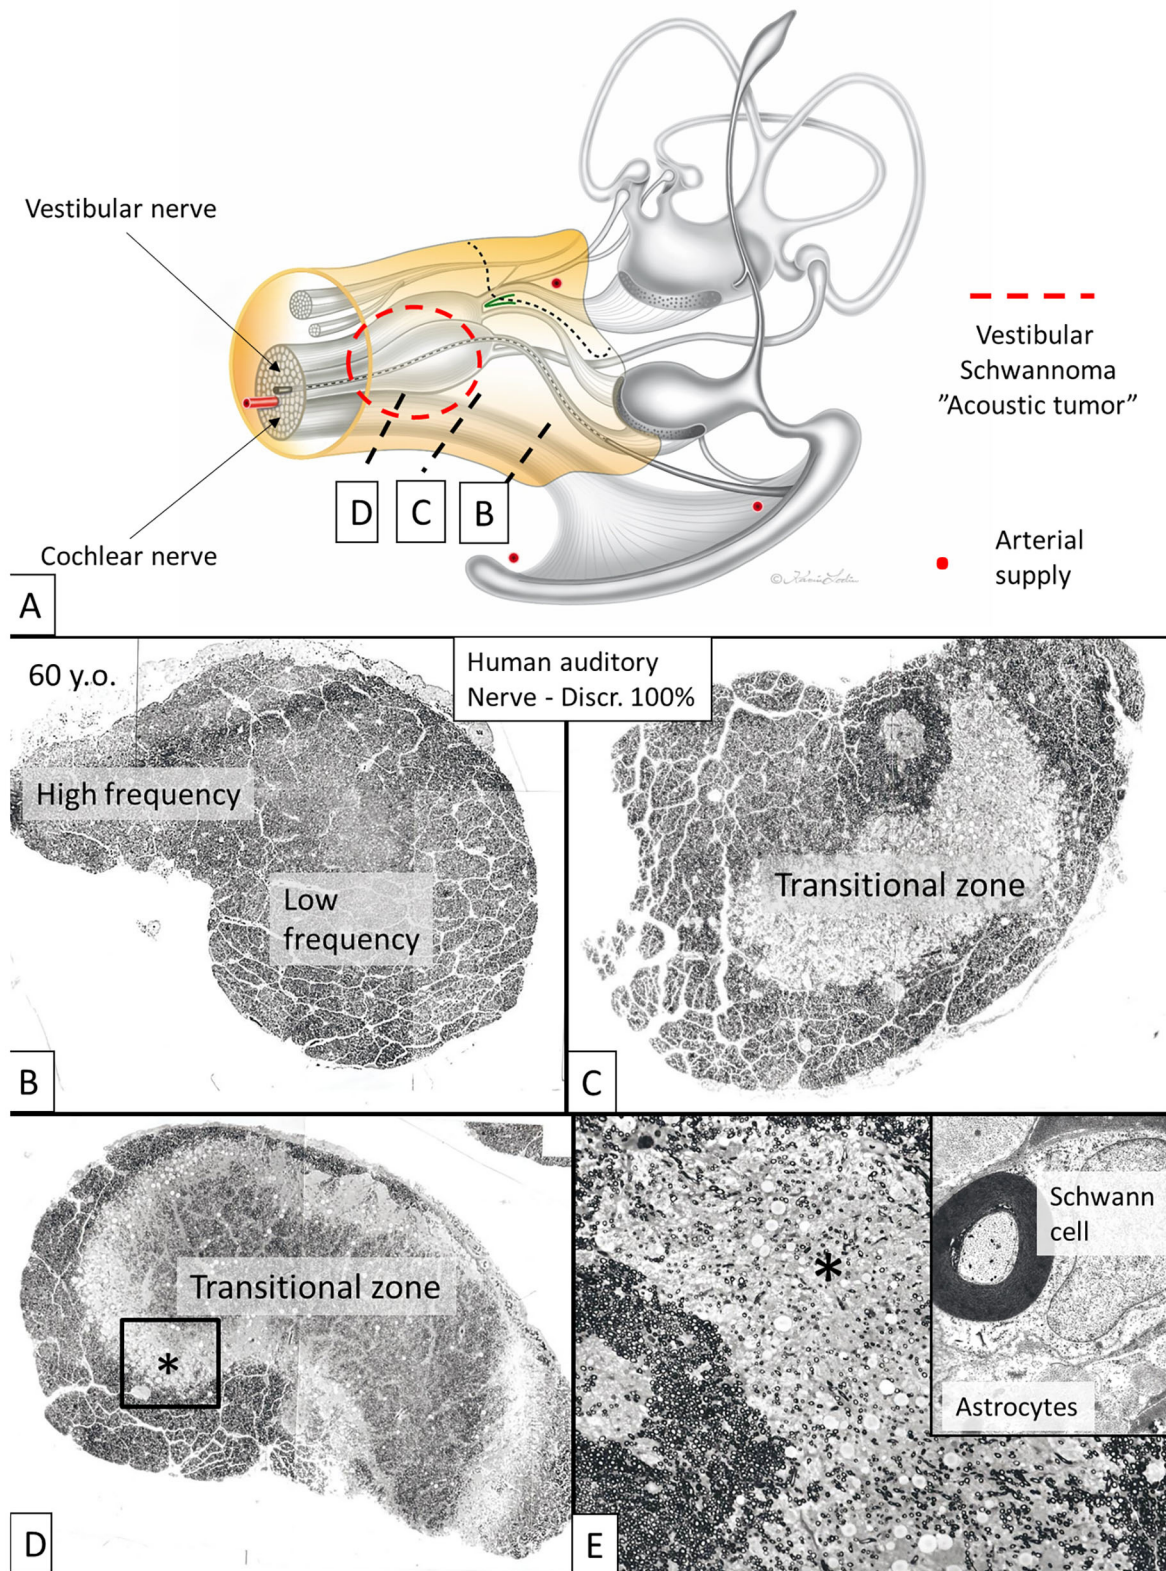 Vestibular nerve
Cochlear nerve
Vestibular
Schwannoma
”Acoustic tumor”
Arterial
supply
D
C
B
A
60 y.o.
Human auditory
Nerve - Discr. 100%
High frequency
Low
frequency
B
Transitional zone
C
Transitional zone
*
D
*
Schwann
cell
Astrocytes
E